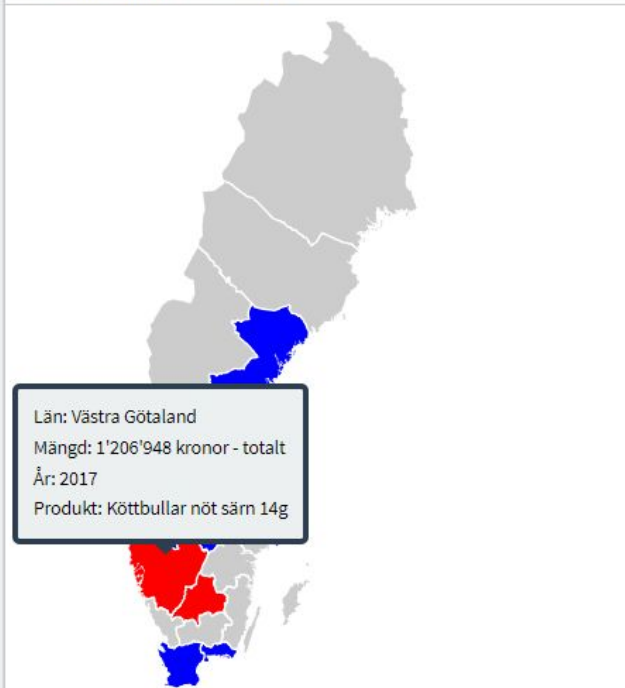 Län: Västra Götaland
Mängd: 1'206'948 kronor - totalt
År: 2017
Produkt: Köttbullar nöt särn 14g